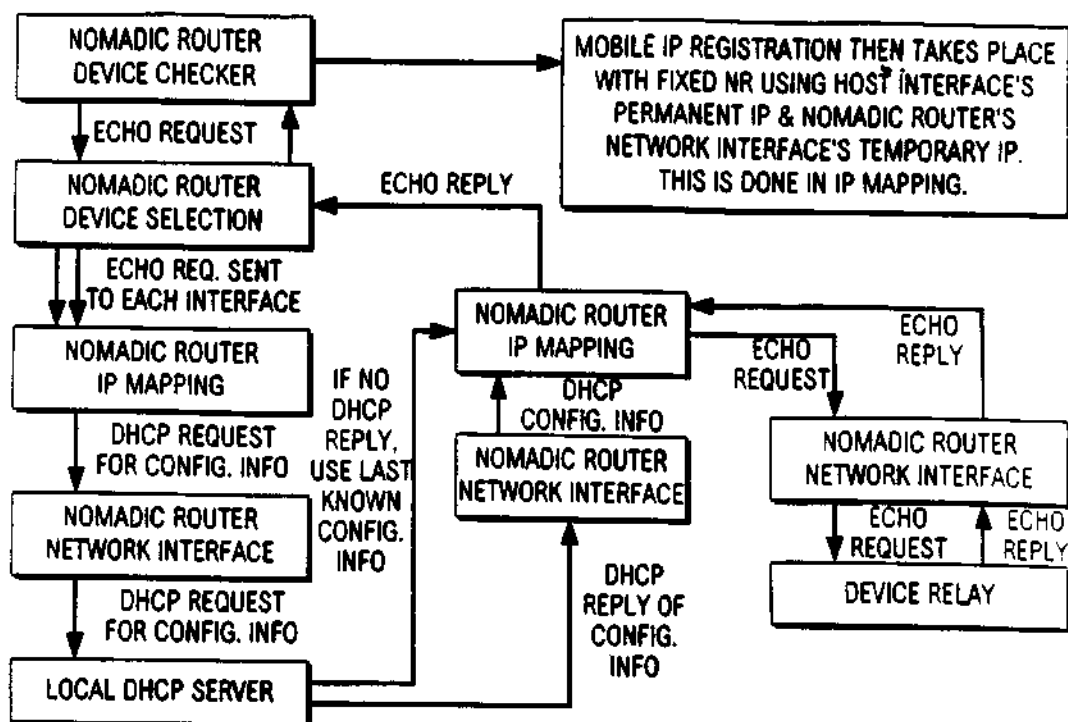 NOMADIC ROUTER
DEVICE CHECKER
MOBILE IP REGISTRATION THEN TAKES PLACE
WITH FIXED NR USING HOST INTERFACE'S
PERMANENT IP & NOMADIC ROUTER'S
NETWORK INTERFACE'S TEMPORARY IP.
THIS IS DONE IN IP MAPPING.
ECHO REQUEST
NOMADIC ROUTER
DEVICE SELECTION
ECHO REPLY
ECHO REQ. SENT
TO EACH INTERFACE
NOMADIC ROUTER
IP MAPPING
NOMADIC ROUTER
IP MAPPING
ECHO
REQUEST
ECHO
REPLY
IF NO
DHCP
REPLY,
USE LAST
KNOWN
CONFIG.
INFO
DHCP
CONFIG. INFO
DHCP REQUEST
FOR CONFIG. INFO
NOMADIC ROUTER
NETWORK INTERFACE
NOMADIC ROUTER
NETWORK INTERFACE
NOMADIC ROUTER
NETWORK INTERFACE
ECHO
REQUEST
ECHO
REPLY
DEVICE RELAY
DHCP REQUEST
FOR CONFIG. INFO
DHCP
REPLY OF
CONFIG.
INFO
LOCAL DHCP SERVER